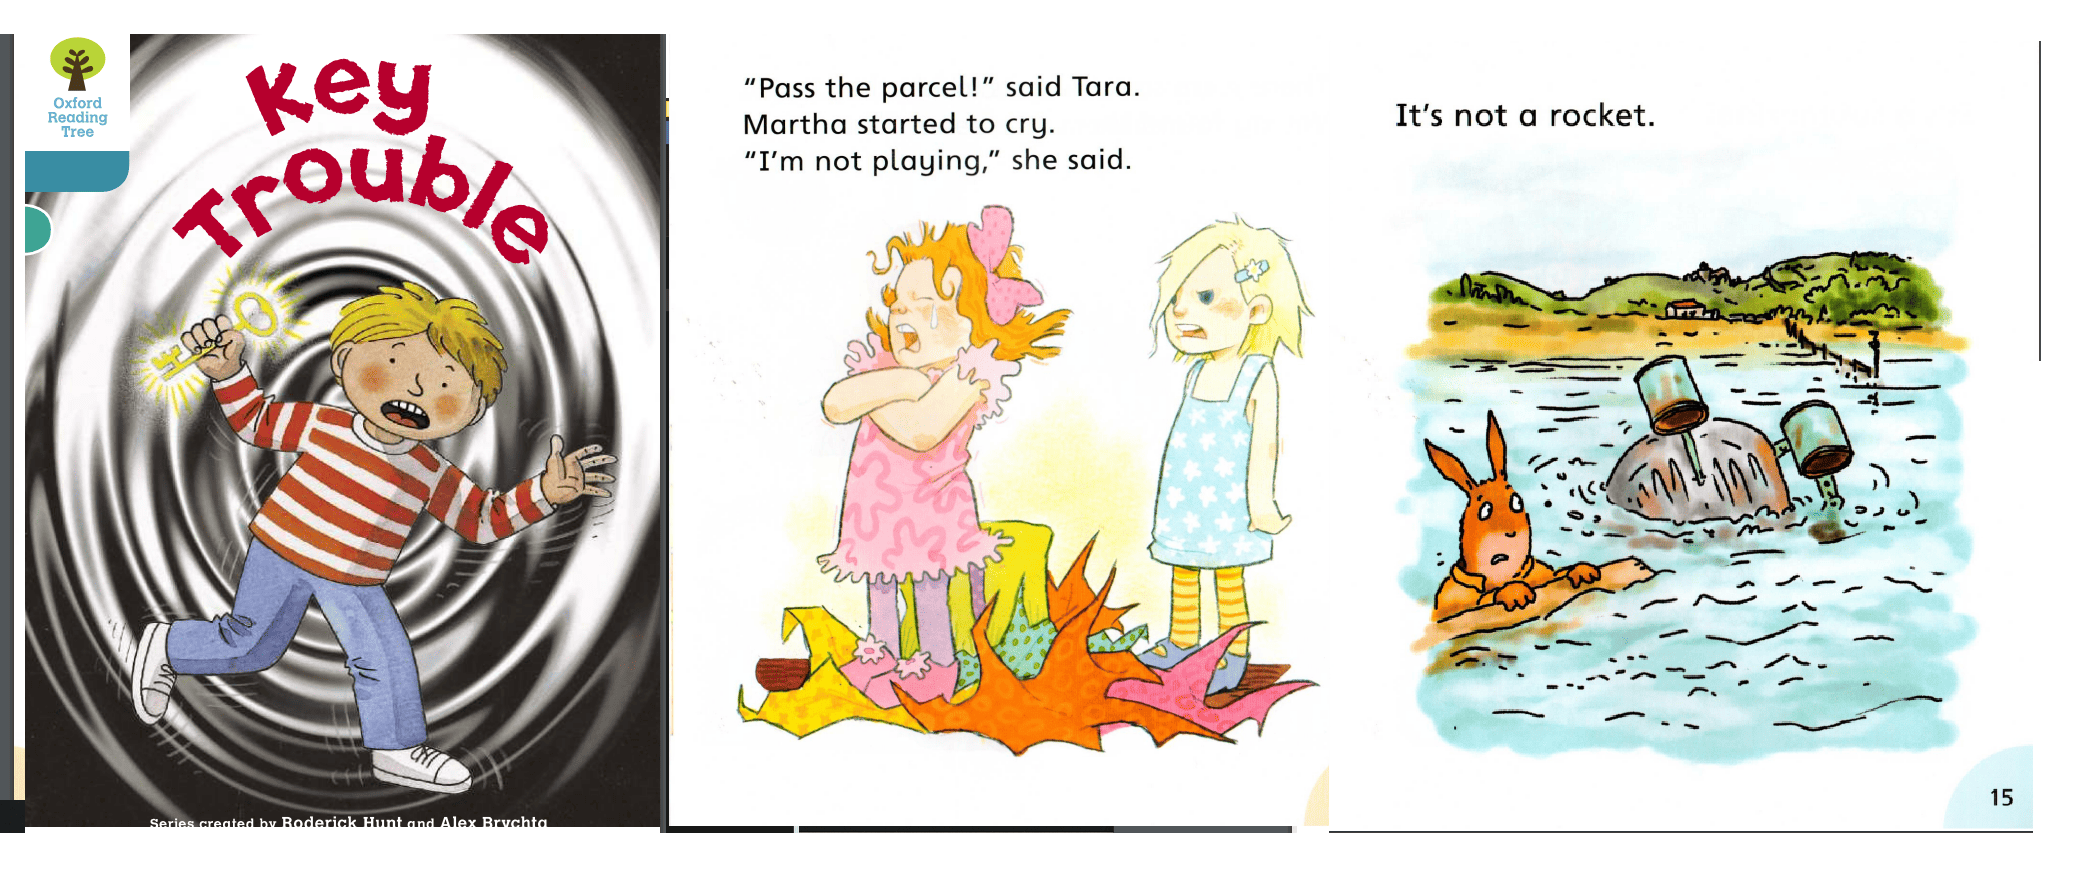 Oxford
Reading
Tree
Key
Trouble
Series created by Roderick Hunt and Alex Brychta
“Pass the parcel!” said Tara.
Martha started to cry.
“I’m not playing,” she said.
It’s not a rocket.
15